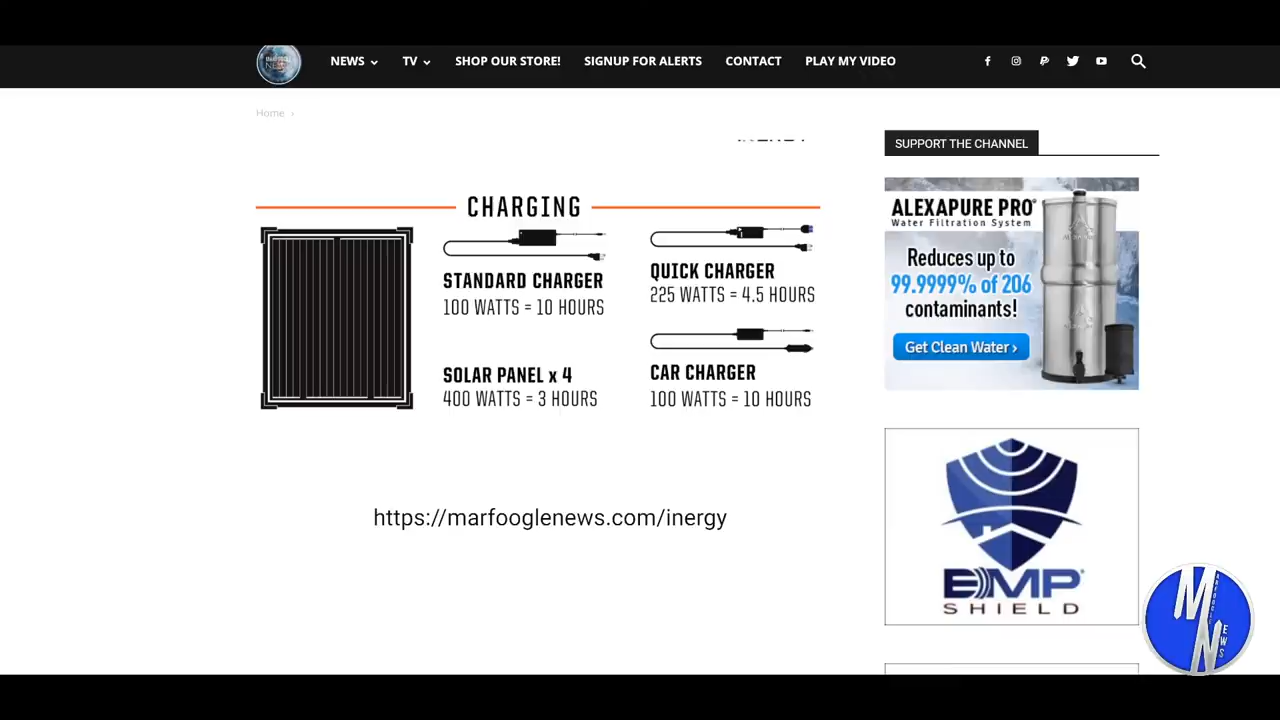 NEWS
TV
SHOP OUR STORE!
SIGNUP FOR ALERTS
CONTACT
PLAY MY VIDEO
Home ›
SUPPORT THE CHANNEL
CHARGING
STANDARD CHARGER
100 WATTS = 10 HOURS
QUICK CHARGER
225 WATTS = 4.5 HOURS
SOLAR PANEL x 4
400 WATTS = 3 HOURS
CAR CHARGER
100 WATTS = 10 HOURS
https://marfooglenews.com/inergy
ALEXAPURE PRO®
Water Filtration System
Reduces up to
99.9999% of 206
contaminants!
Get Clean Water ›
EMP
SHIELD
MARFOOGLE
NEWS